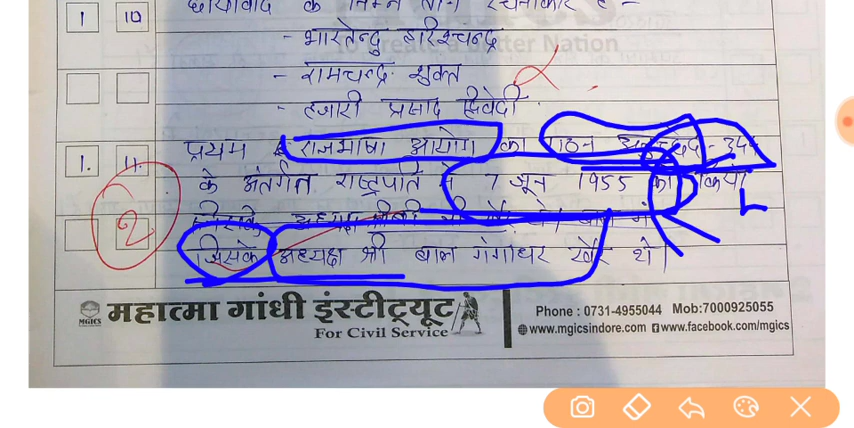 छायावाद के निम्न तीन रचनाकार है -
1 10
- भारतेन्दु हरिश्चन्द्र
- रामचन्द्र शुक्ल
- हजारी प्रसाद द्विवेदी
1. 11. प्रथम राजभाषा आयोग का गठन अनुच्छेद - 344
के अंतर्गत राष्ट्रपति ने 7 जून 1955 को किया
2
जिसके अध्यक्ष श्री बाल गंगाधर खेर थे।
MGICS महात्मा गांधी इंस्टीट्यूट
For Civil Service
Phone : 0731-4955044 Mob:7000925055
www.mgicsindore.com www.facebook.com/mgics